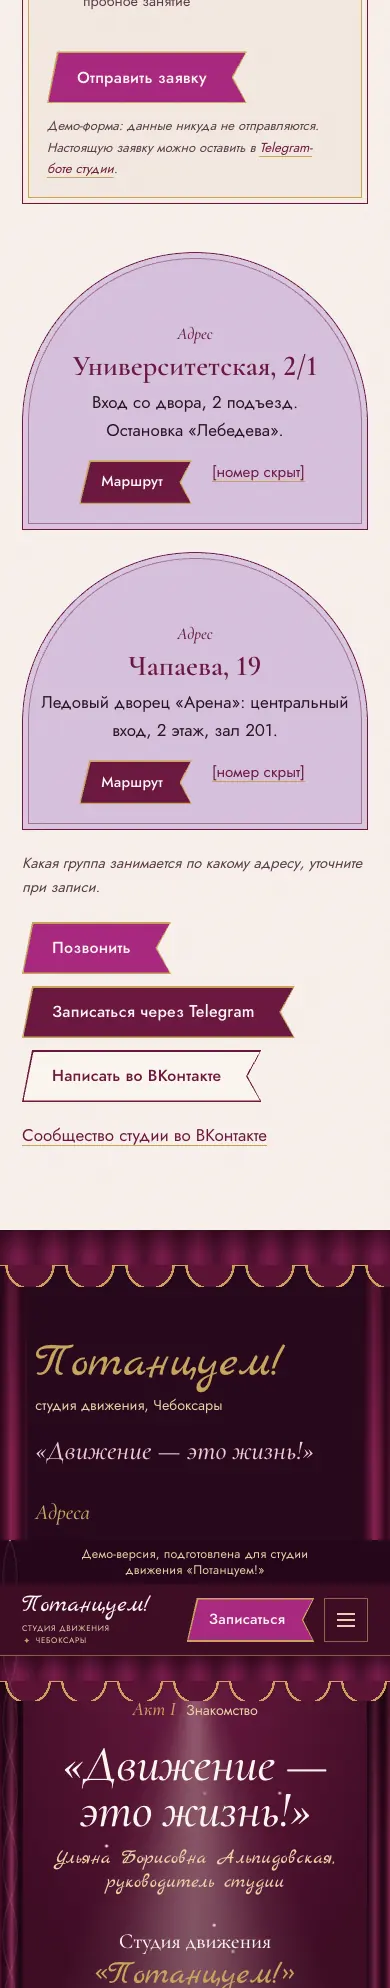 пробное занятие
Отправить заявку
Демо-форма: данные никуда не отправляются.
Настоящую заявку можно оставить в Telegram-
боте студии.
Адрес
Университетская, 2/1
Вход со двора, 2 подъезд.
Остановка «Лебедева».
Маршрут
[номер скрыт]
Адрес
Чапаева, 19
Ледовый дворец «Арена»: центральный
вход, 2 этаж, зал 201.
Маршрут
[номер скрыт]
Какая группа занимается по какому адресу, уточните
при записи.
Позвонить
Записаться через Telegram
Написать во ВКонтакте
Сообщество студии во ВКонтакте
Потанцуем!
студия движения, Чебоксары
«Движение — это жизнь!»
Адреса
Демо-версия, подготовлена для студии
движения «Потанцуем!»
Потанцуем!
СТУДИЯ ДВИЖЕНИЯ
✦ ЧЕБОКСАРЫ
Записаться
Акт I Знакомство
«Движение —
это жизнь!»
Ульяна Борисовна Альпидовская,
руководитель студии
Студия движения
«Потанцуем!»